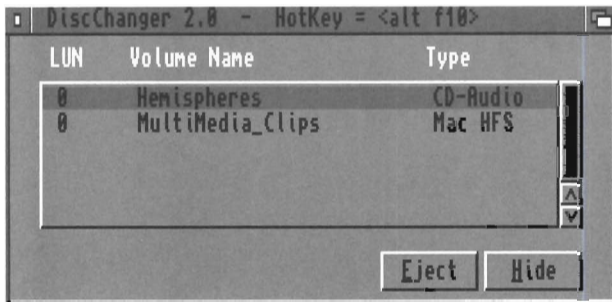 DiscChanger 2.0 - HotKey = <alt f10>
LUN Volume Name Type
0 Hemispheres CD-Audio
0 MultiMedia_Clips Mac HFS
Eject Hide